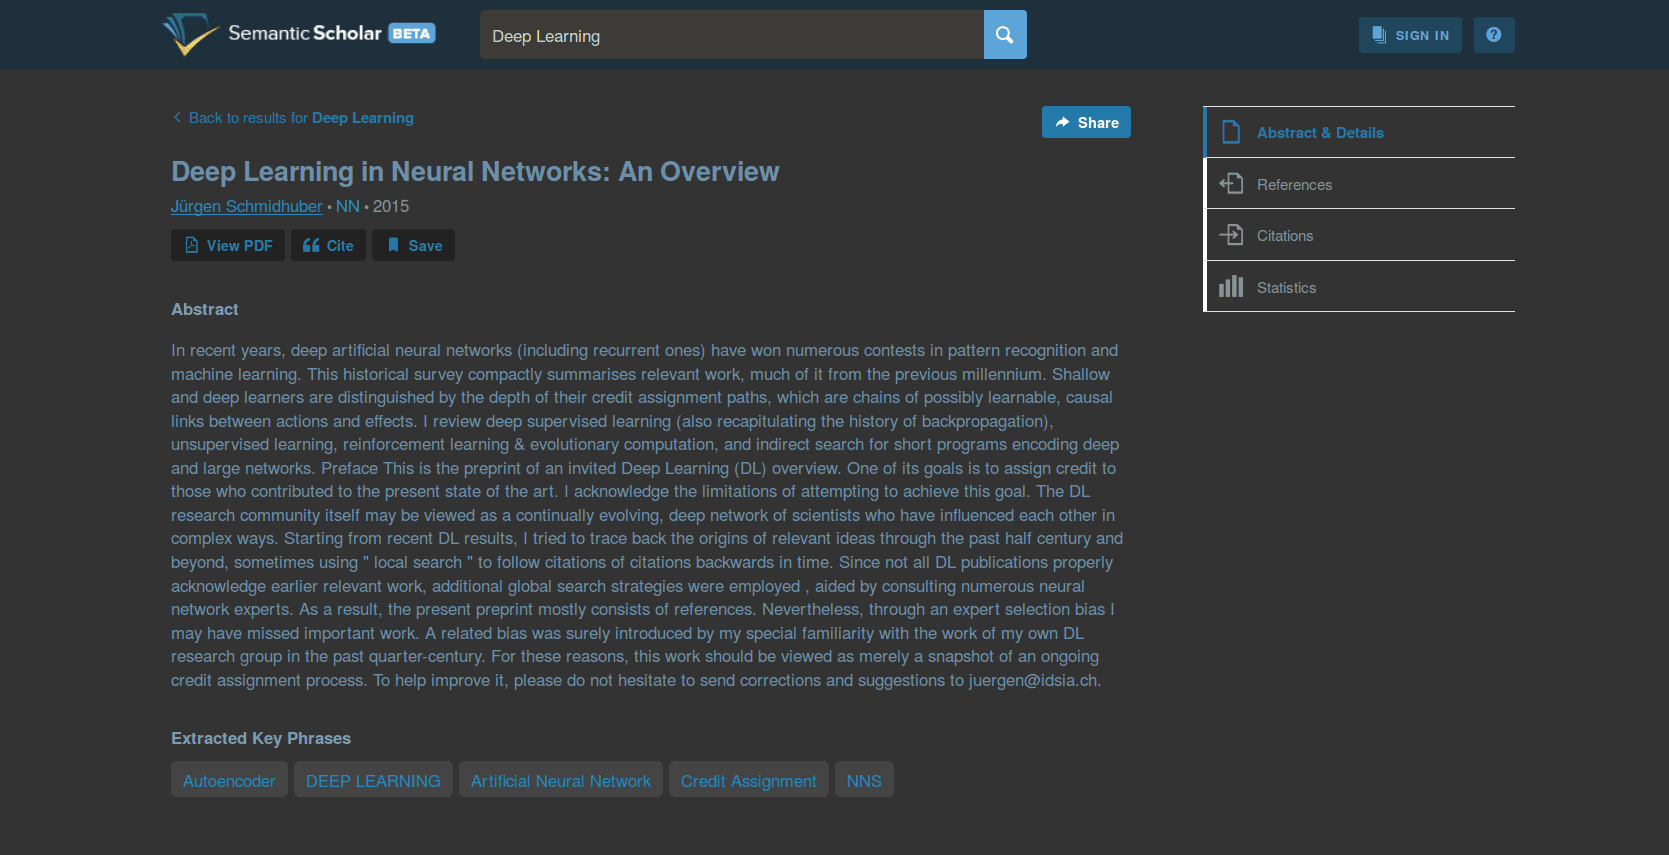 Semantic Scholar BETA
Deep Learning
SIGN IN
?
Back to results for Deep Learning
Share
Deep Learning in Neural Networks: An Overview
Jürgen Schmidhuber • NN • 2015
View PDF
Cite
Save
Abstract
In recent years, deep artificial neural networks (including recurrent ones) have won numerous contests in pattern recognition and
machine learning. This historical survey compactly summarises relevant work, much of it from the previous millennium. Shallow
and deep learners are distinguished by the depth of their credit assignment paths, which are chains of possibly learnable, causal
links between actions and effects. I review deep supervised learning (also recapitulating the history of backpropagation),
unsupervised learning, reinforcement learning & evolutionary computation, and indirect search for short programs encoding deep
and large networks. Preface This is the preprint of an invited Deep Learning (DL) overview. One of its goals is to assign credit to
those who contributed to the present state of the art. I acknowledge the limitations of attempting to achieve this goal. The DL
research community itself may be viewed as a continually evolving, deep network of scientists who have influenced each other in
complex ways. Starting from recent DL results, I tried to trace back the origins of relevant ideas through the past half century and
beyond, sometimes using " local search " to follow citations of citations backwards in time. Since not all DL publications properly
acknowledge earlier relevant work, additional global search strategies were employed , aided by consulting numerous neural
network experts. As a result, the present preprint mostly consists of references. Nevertheless, through an expert selection bias I
may have missed important work. A related bias was surely introduced by my special familiarity with the work of my own DL
research group in the past quarter-century. For these reasons, this work should be viewed as merely a snapshot of an ongoing
credit assignment process. To help improve it, please do not hesitate to send corrections and suggestions to juergen@idsia.ch.
Extracted Key Phrases
Autoencoder
DEEP LEARNING
Artificial Neural Network
Credit Assignment
NNS
Abstract & Details
References
Citations
Statistics